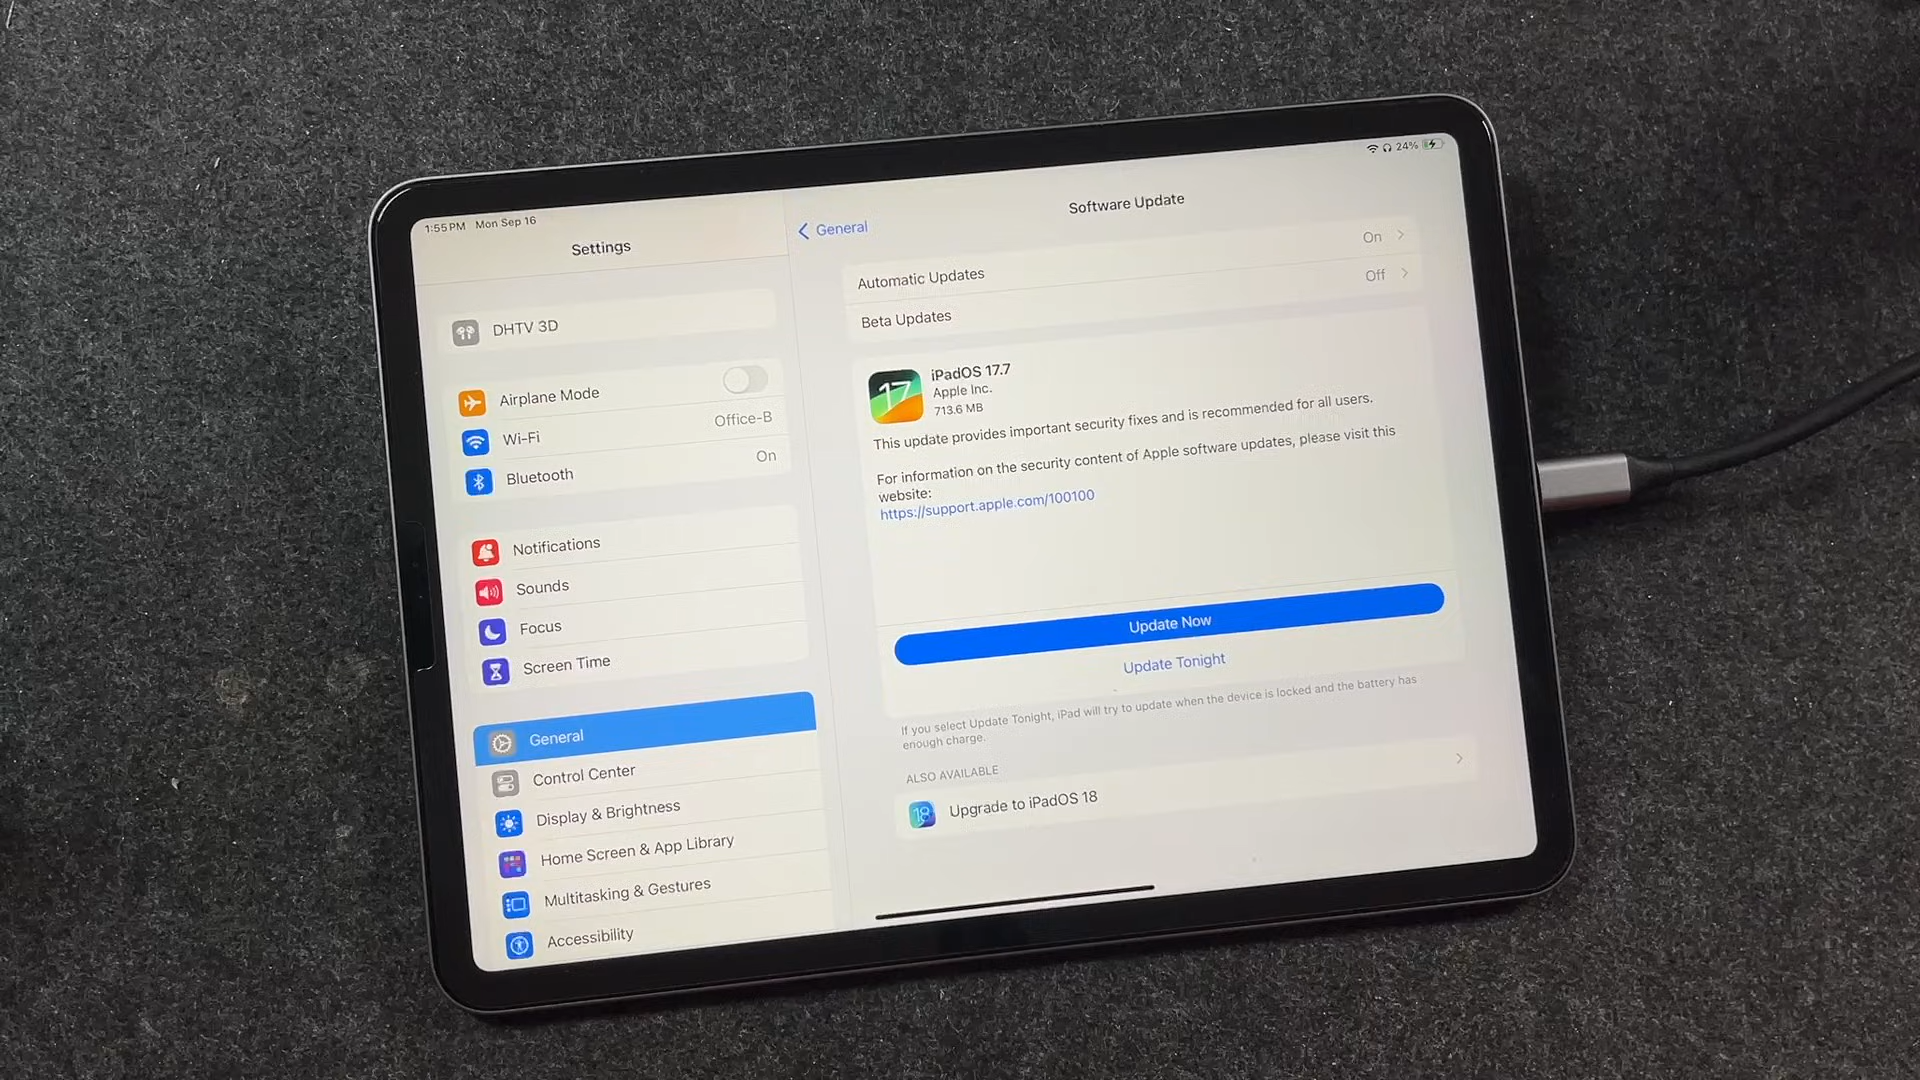 1:55 PM Mon Sep 16
24%
Settings
DHTV 3D
Airplane Mode
Wi-Fi Office-B
Bluetooth On
Notifications
Sounds
Focus
Screen Time
General
Control Center
Display & Brightness
Home Screen & App Library
Multitasking & Gestures
Accessibility
General
Software Update
Automatic Updates On
Beta Updates Off
17
iPadOS 17.7
Apple Inc.
713.6 MB
This update provides important security fixes and is recommended for all users.
For information on the security content of Apple software updates, please visit this
website:
https://support.apple.com/100100
Update Now
Update Tonight
If you select Update Tonight, iPad will try to update when the device is locked and the battery has
enough charge.
ALSO AVAILABLE
18
Upgrade to iPadOS 18